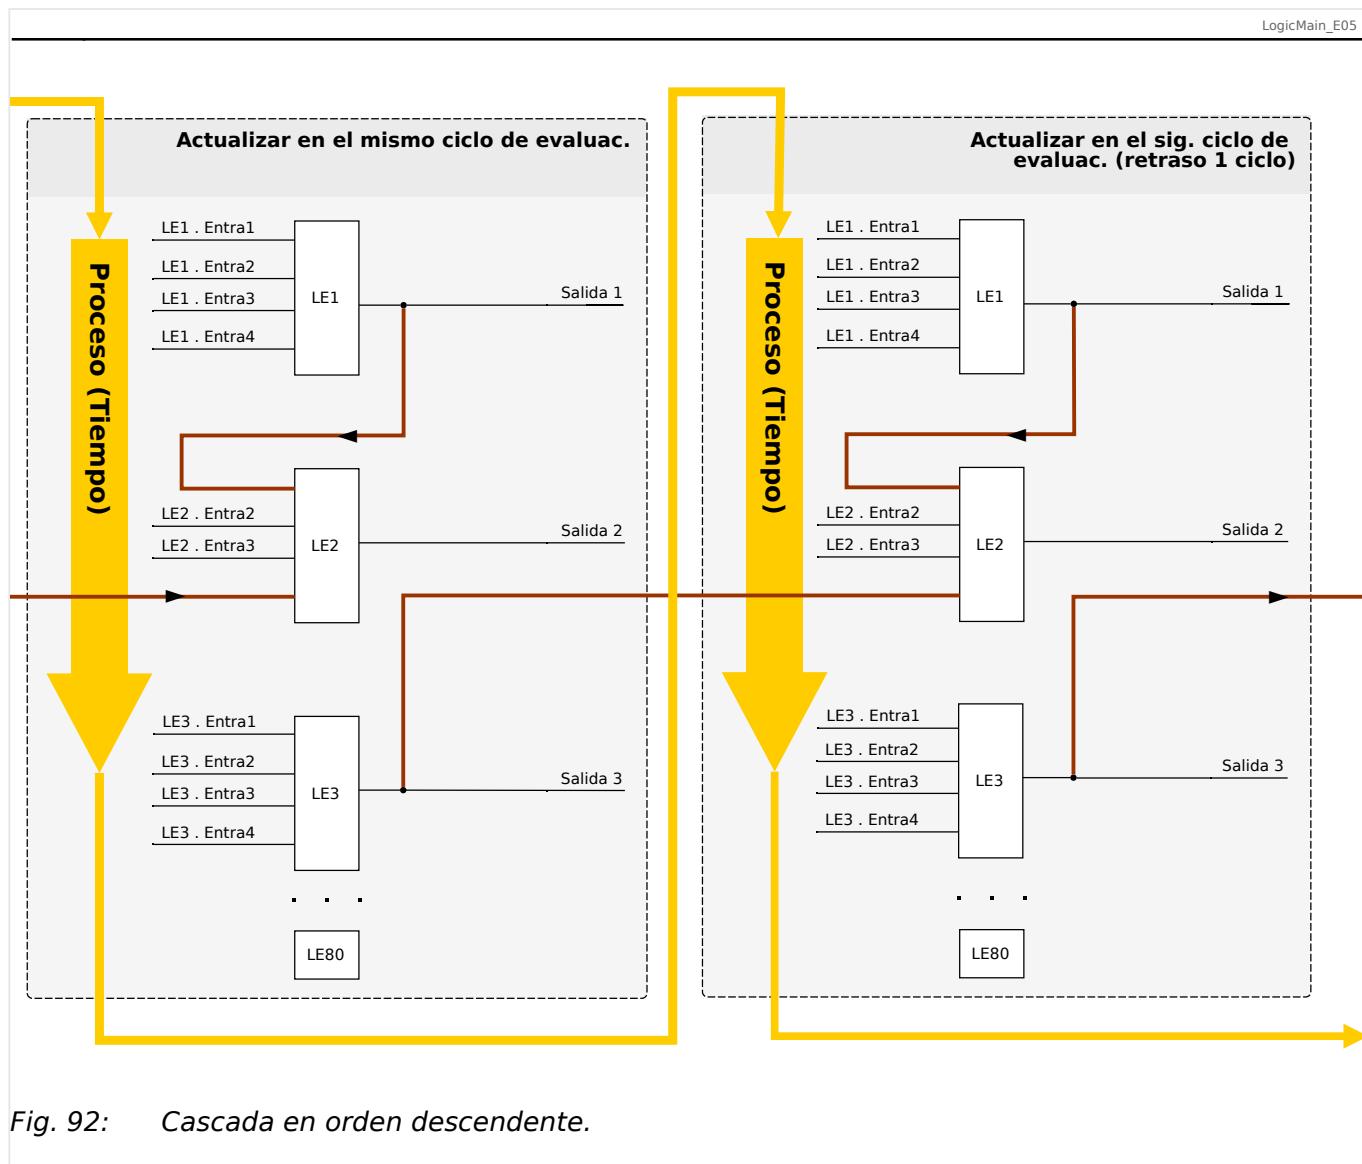 LogicMain_E05
Actualizar en el mismo ciclo de evaluac.
Proceso (Tiempo)
LE1 . Entra1
LE1 . Entra2
LE1 . Entra3
LE1 . Entra4
LE1
Salida 1
LE2 . Entra2
LE2 . Entra3
LE2
Salida 2
LE3 . Entra1
LE3 . Entra2
LE3 . Entra3
LE3 . Entra4
LE3
Salida 3
. . .
LE80
Actualizar en el sig. ciclo de
evaluac. (retraso 1 ciclo)
Proceso (Tiempo)
LE1 . Entra1
LE1 . Entra2
LE1 . Entra3
LE1 . Entra4
LE1
Salida 1
LE2 . Entra2
LE2 . Entra3
LE2
Salida 2
LE3 . Entra1
LE3 . Entra2
LE3 . Entra3
LE3 . Entra4
LE3
Salida 3
. . .
LE80
Fig. 92: Cascada en orden descendente.